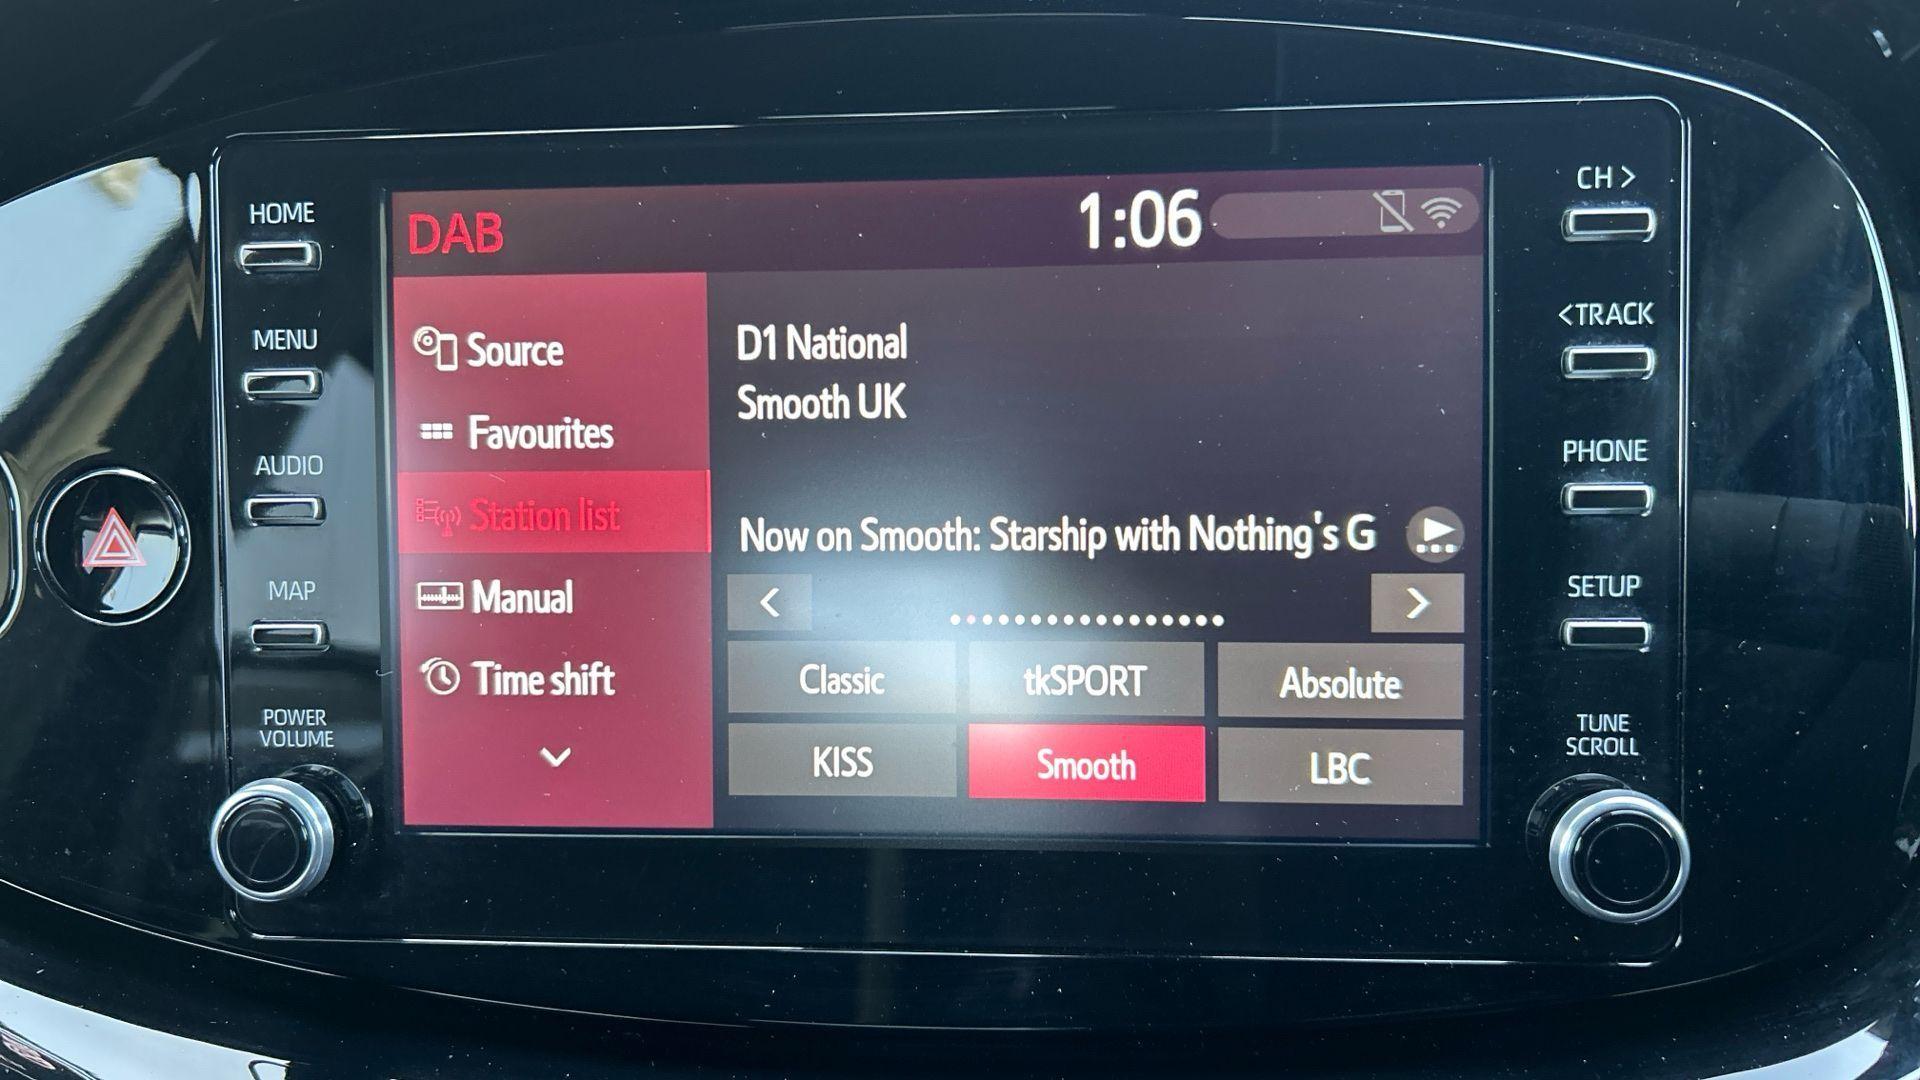 HOME
MENU
AUDIO
MAP
POWER
VOLUME
DAB
1:06
Source
Favourites
Station list
Manual
Time shift
D1 National
Smooth UK
Now on Smooth: Starship with Nothing's G
<
>
Classic
tkSPORT
Absolute
KISS
Smooth
LBC
CH >
<TRACK
PHONE
SETUP
TUNE
SCROLL